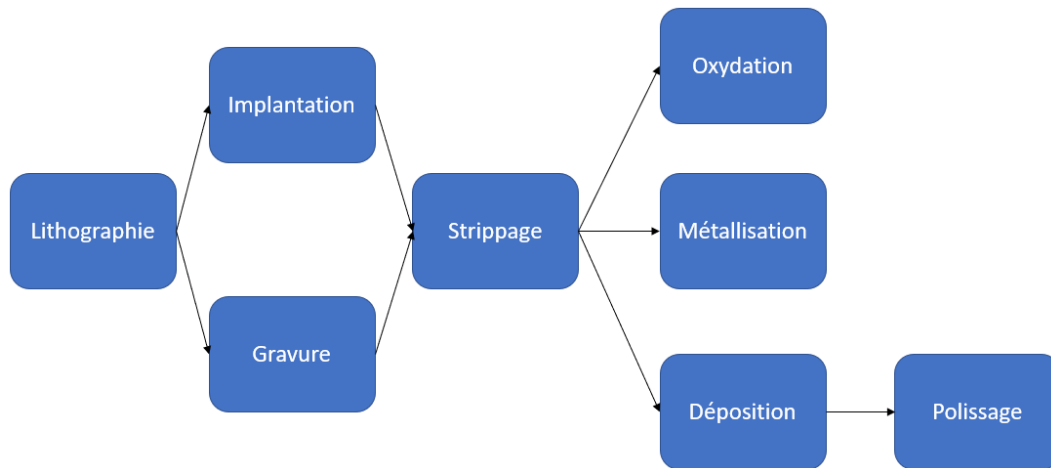 Lithographie
Implantation
Gravure
Strippage
Oxydation
Métallisation
Déposition
Polissage